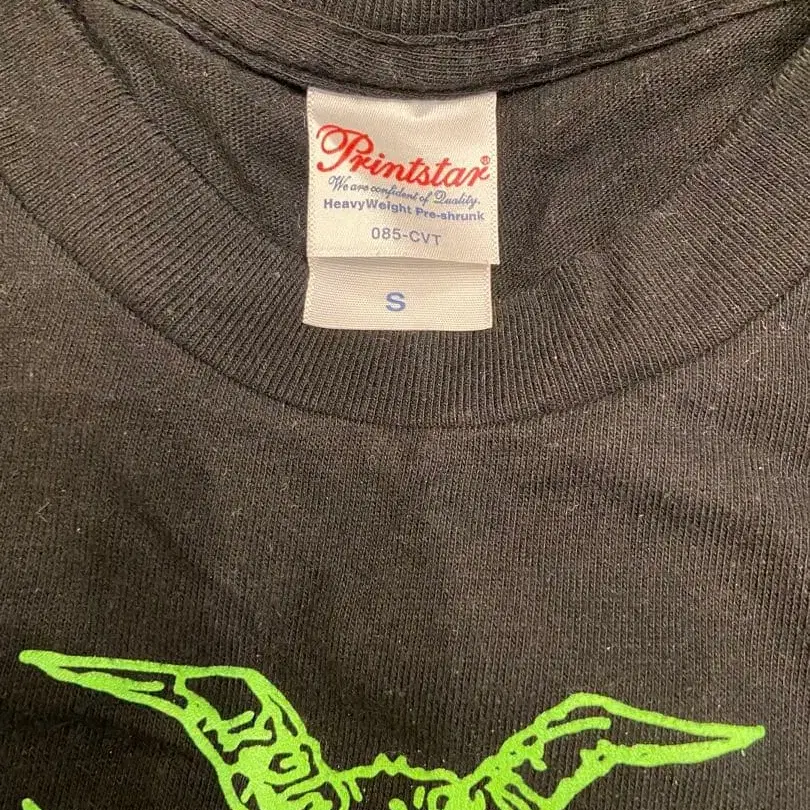 Printstar®
We are confident of Quality.
HeavyWeight Pre-shrunk
085-CVT
S